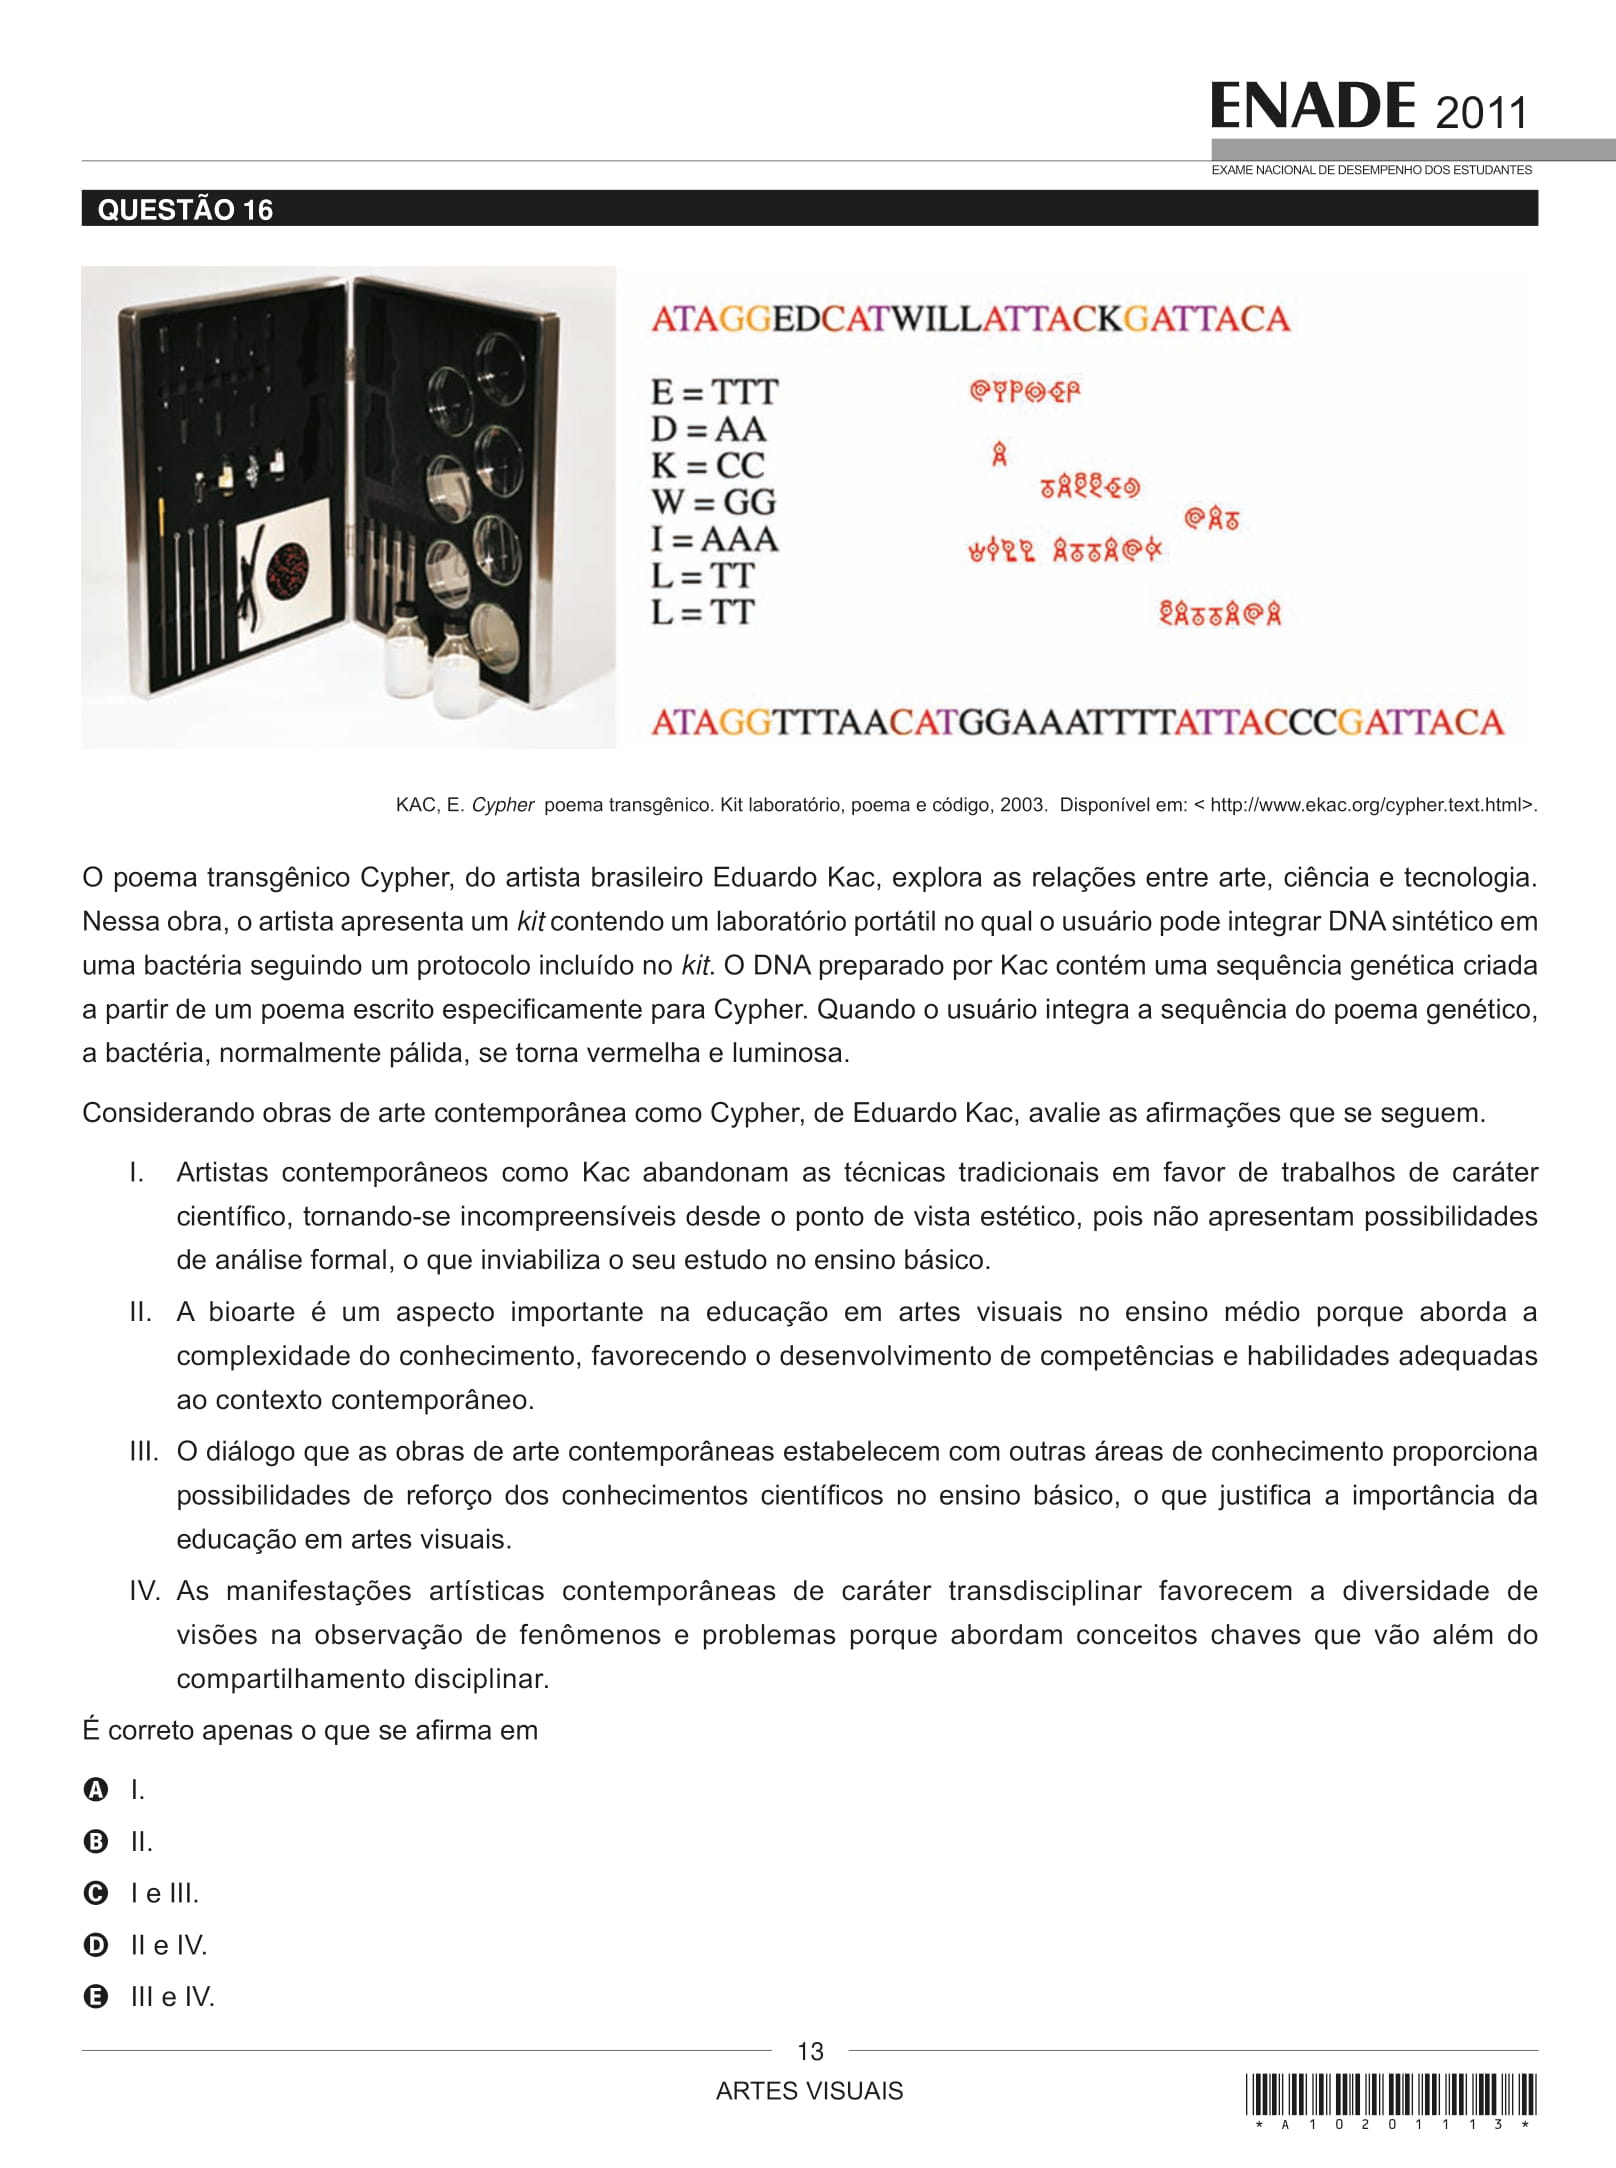 ENADE 2011
EXAME NACIONAL DE DESEMPENHO DOS ESTUDANTES
QUESTÃO 16
ATAGGEDCATWILLATTACKGATTACA
E = TTT
D = AA
K = CC
W = GG
I = AAA
L = TT
L = TT
ATAGGTTTAACATGGAAATTTTATTACCCGATTACA
KAC, E. Cypher poema transgênico. Kit laboratório, poema e código, 2003. Disponível em: < http://www.ekac.org/cypher.text.html>.
O poema transgênico Cypher, do artista brasileiro Eduardo Kac, explora as relações entre arte, ciência e tecnologia.
Nessa obra, o artista apresenta um kit contendo um laboratório portátil no qual o usuário pode integrar DNA sintético em
uma bactéria seguindo um protocolo incluído no kit. O DNA preparado por Kac contém uma sequência genética criada
a partir de um poema escrito especificamente para Cypher. Quando o usuário integra a sequência do poema genético,
a bactéria, normalmente pálida, se torna vermelha e luminosa.
Considerando obras de arte contemporânea como Cypher, de Eduardo Kac, avalie as afirmações que se seguem.
I. Artistas contemporâneos como Kac abandonam as técnicas tradicionais em favor de trabalhos de caráter
científico, tornando-se incompreensíveis desde o ponto de vista estético, pois não apresentam possibilidades
de análise formal, o que inviabiliza o seu estudo no ensino básico.
II. A bioarte é um aspecto importante na educação em artes visuais no ensino médio porque aborda a
complexidade do conhecimento, favorecendo o desenvolvimento de competências e habilidades adequadas
ao contexto contemporâneo.
III. O diálogo que as obras de arte contemporâneas estabelecem com outras áreas de conhecimento proporciona
possibilidades de reforço dos conhecimentos científicos no ensino básico, o que justifica a importância da
educação em artes visuais.
IV. As manifestações artísticas contemporâneas de caráter transdisciplinar favorecem a diversidade de
visões na observação de fenômenos e problemas porque abordam conceitos chaves que vão além do
compartilhamento disciplinar.
É correto apenas o que se afirma em
A I.
B II.
C I e III.
D II e IV.
E III e IV.
13
ARTES VISUAIS
* A 1 0 2 0 1 1 1 3 *